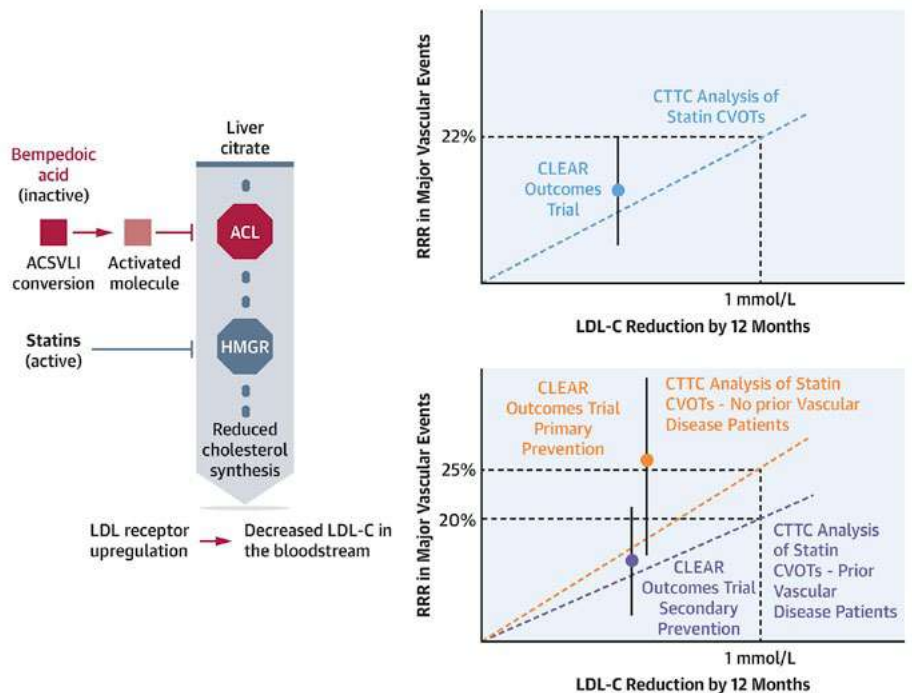 Liver
citrate
Bempedoic
acid
(inactive)
ACL
ACSVLI
conversion
Activated
molecule
Statins
(active)
HMGR
Reduced
cholesterol
synthesis
LDL receptor
upregulation
Decreased LDL-C in
the bloodstream
RRR in Major Vascular Events
22%
CTTC Analysis of
Statin CVOTs
CLEAR
Outcomes
Trial
1 mmol/L
LDL-C Reduction by 12 Months
RRR in Major Vascular Events
25%
20%
CLEAR
Outcomes Trial
Primary
Prevention
CTTC Analysis of Statin
CVOTs - No prior Vascular
Disease Patients
CLEAR
Outcomes Trial
Secondary
Prevention
CTTC Analysis
of Statin
CVOTs - Prior
Vascular
Disease Patients
1 mmol/L
LDL-C Reduction by 12 Months